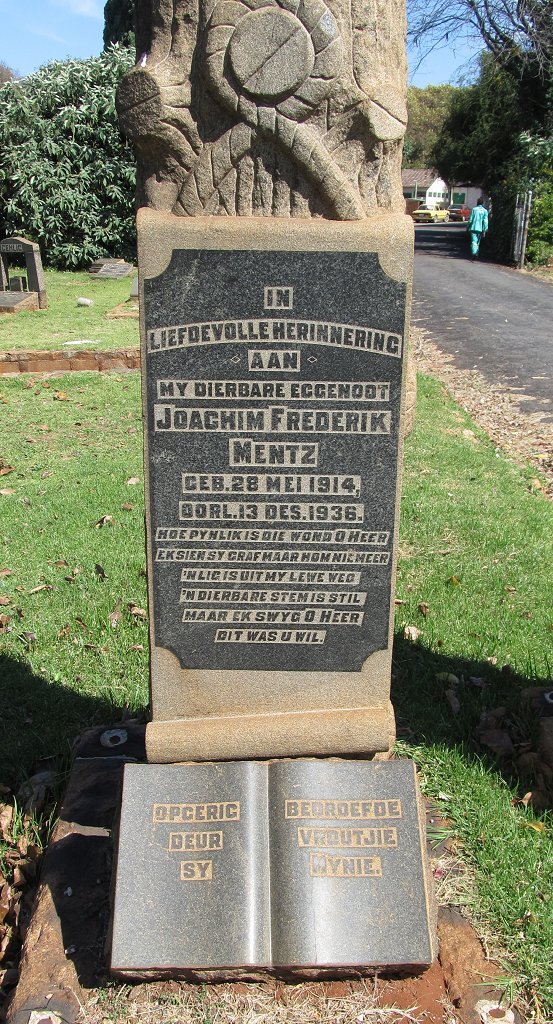 IN
LIEFDEVOLLE HERINNERING
AAN
MY DIERBARE EGGENOOT
JOACHIM FREDERIK
MENTZ
GEB. 28 MEI 1914,
OORL. 13 DES. 1936.
HOE PYNLIK IS DIE WOND O HEER
EK SIEN SY GRAF MAAR HOM NIE MEER
'N LIG IS UIT MY LEWE WEG
'N DIERBARE STEM IS STIL
MAAR EK SWYG O HEER
DIT WAS U WIL.
OPGERIG BEDROEFDE
DEUR VROUTJIE
SY WYNIE.